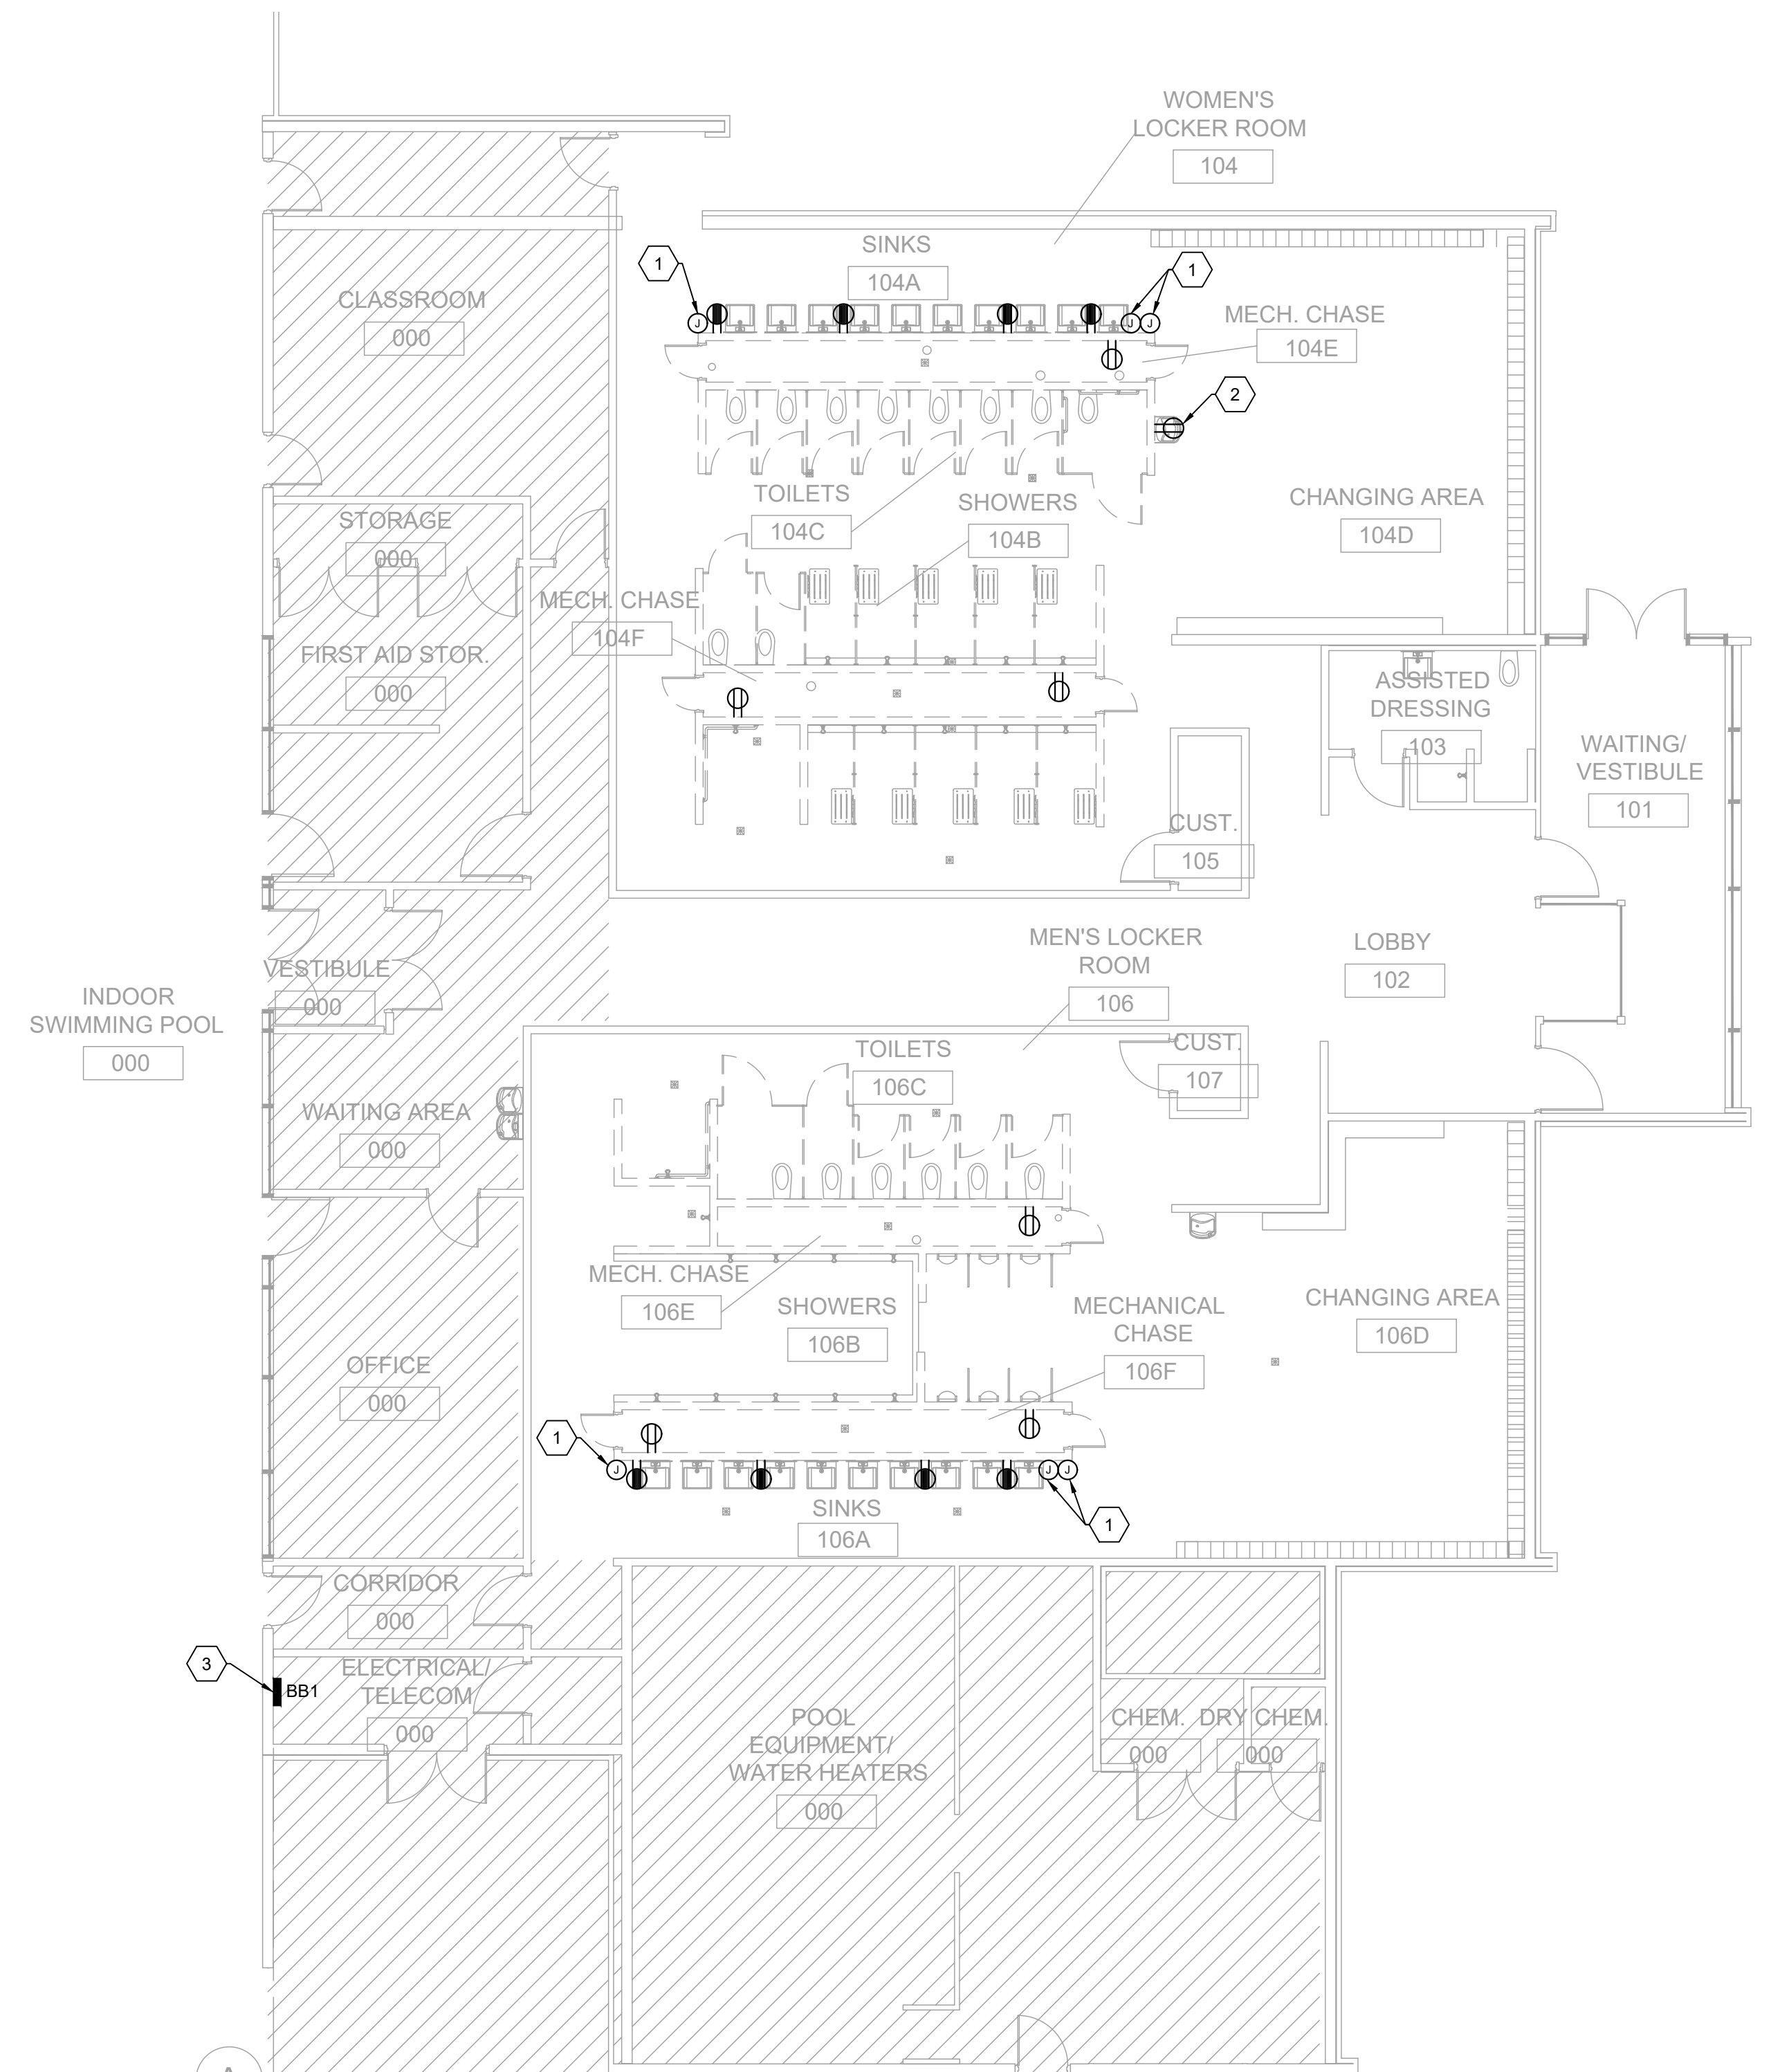 WOMEN'S
LOCKER ROOM
104
SINKS
104A
1
1
J
J
J
CLASSROOM
000
MECH. CHASE
104E
2
TOILETS
104C
SHOWERS
104B
CHANGING AREA
104D
STORAGE
000
MECH. CHASE
104F
FIRST AID STOR.
000
ASSISTED
DRESSING
103
WAITING/
VESTIBULE
101
CUST.
105
MEN'S LOCKER
ROOM
106
LOBBY
102
VESTIBULE
000
INDOOR
SWIMMING POOL
000
TOILETS
106C
CUST.
107
WAITING AREA
000
MECH. CHASE
106E
SHOWERS
106B
MECHANICAL
CHASE
106F
CHANGING AREA
106D
OFFICE
000
1
J
J
J
1
SINKS
106A
CORRIDOR
000
3
BB1
ELECTRICAL/
TELECOM
000
POOL
EQUIPMENT/
WATER HEATERS
000
CHEM.
000
DRY CHEM.
000